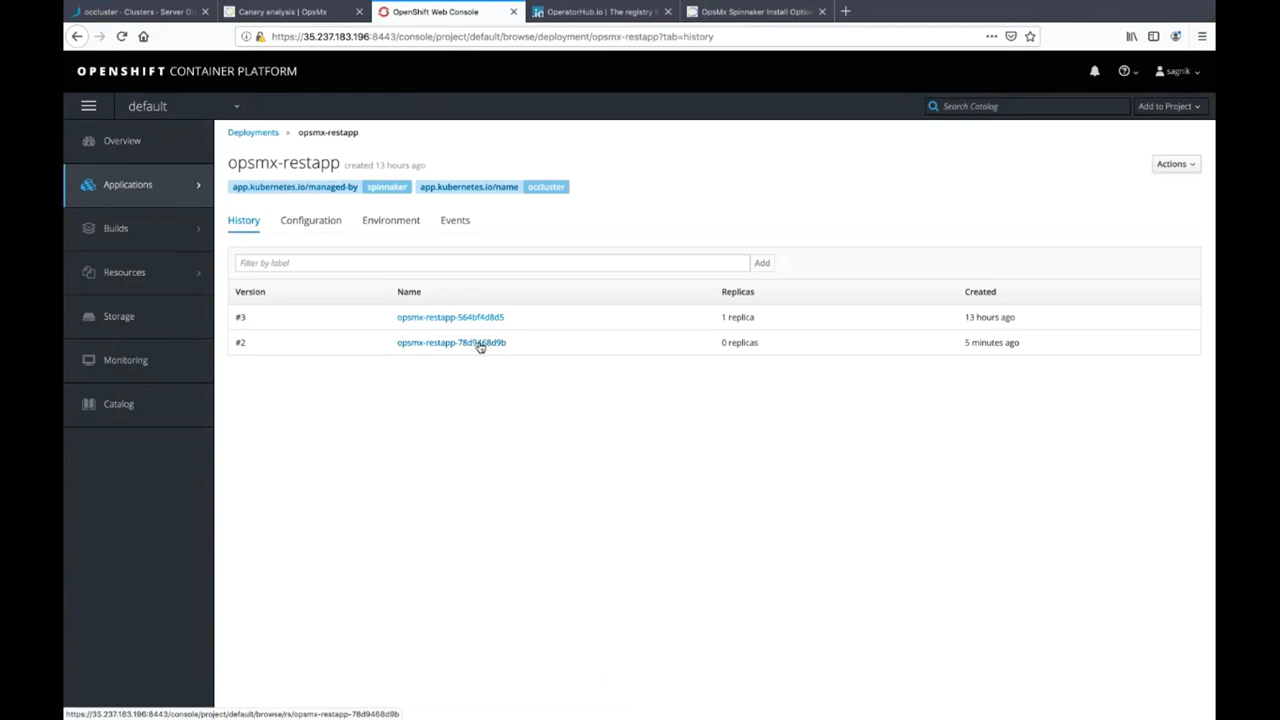 occluster - Clusters - Server Gr
Canary analysis | OpsMx
OpenShift Web Console
OperatorHub.io | The registry f
OpsMx Spinnaker Install Option
https://35.237.183.196:8443/console/project/default/browse/deployment/opsmx-restapp?tab=history
OPENSHIFT CONTAINER PLATFORM
sagnik
default
Search Catalog
Add to Project
Overview
Applications
Builds
Resources
Storage
Monitoring
Catalog
Deployments » opsmx-restapp
opsmx-restapp created 13 hours ago
Actions
app.kubernetes.io/managed-by spinnaker app.kubernetes.io/name occluster
History Configuration Environment Events
Filter by label Add
Version Name Replicas Created
#3 opsmx-restapp-564bf4d8d5 1 replica 13 hours ago
#2 opsmx-restapp-78d9468d9b 0 replicas 5 minutes ago
https://35.237.183.196:8443/console/project/default/browse/rs/opsmx-restapp-78d9468d9b